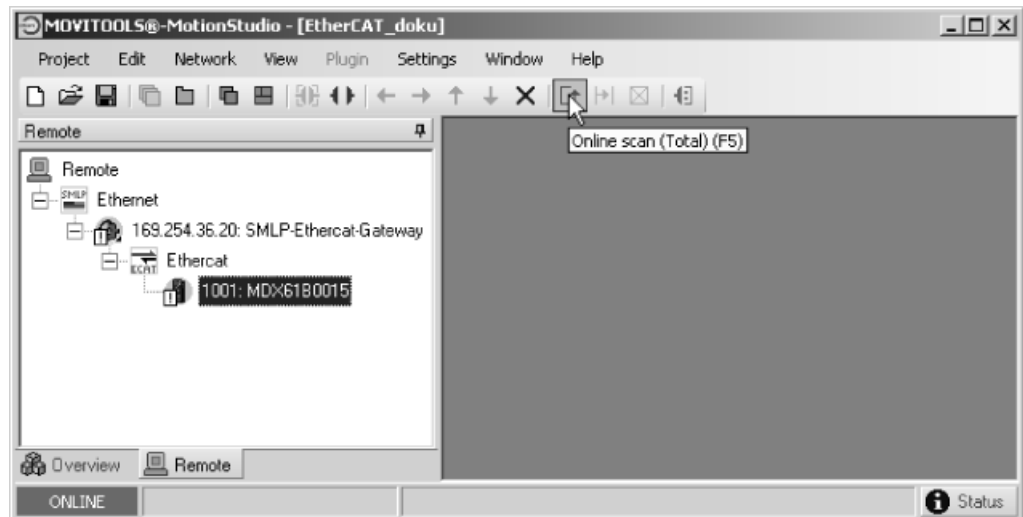 MOVITOOLS®-MotionStudio - [EtherCAT_doku]
Project Edit Network View Plugin Settings Window Help
Online scan (Total) (F5)
Remote
Remote
SMLP Ethernet
169.254.36.20: SMLP-Ethercat-Gateway
ECAT Ethercat
1001: MDX61B0015
Overview Remote
ONLINE Status